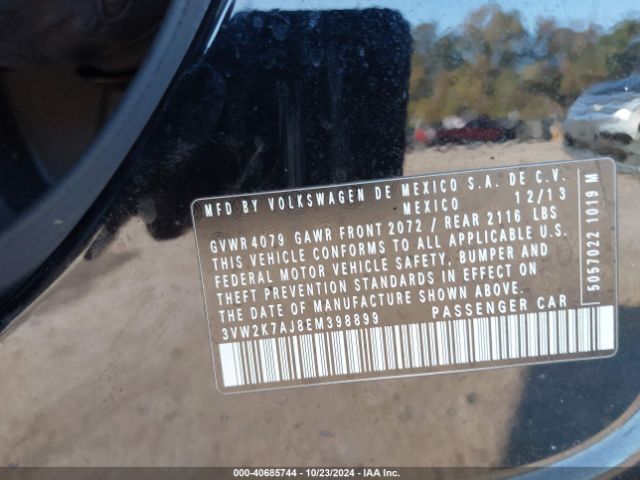 MFD BY VOLKSWAGEN DE MEXICO S.A. DE C.V.
MEXICO 12/13
GVWR 4079 GAWR FRONT 2072 / REAR 2116 LBS
THIS VEHICLE CONFORMS TO ALL APPLICABLE U.S.
FEDERAL MOTOR VEHICLE SAFETY, BUMPER AND
THEFT PREVENTION STANDARDS IN EFFECT ON
THE DATE OF MANUFACTURE SHOWN ABOVE.
3VW2K7AJ8EM398899 PASSENGER CAR
5057022 1019 M
000-40685744 - 10/23/2024 - IAA Inc.